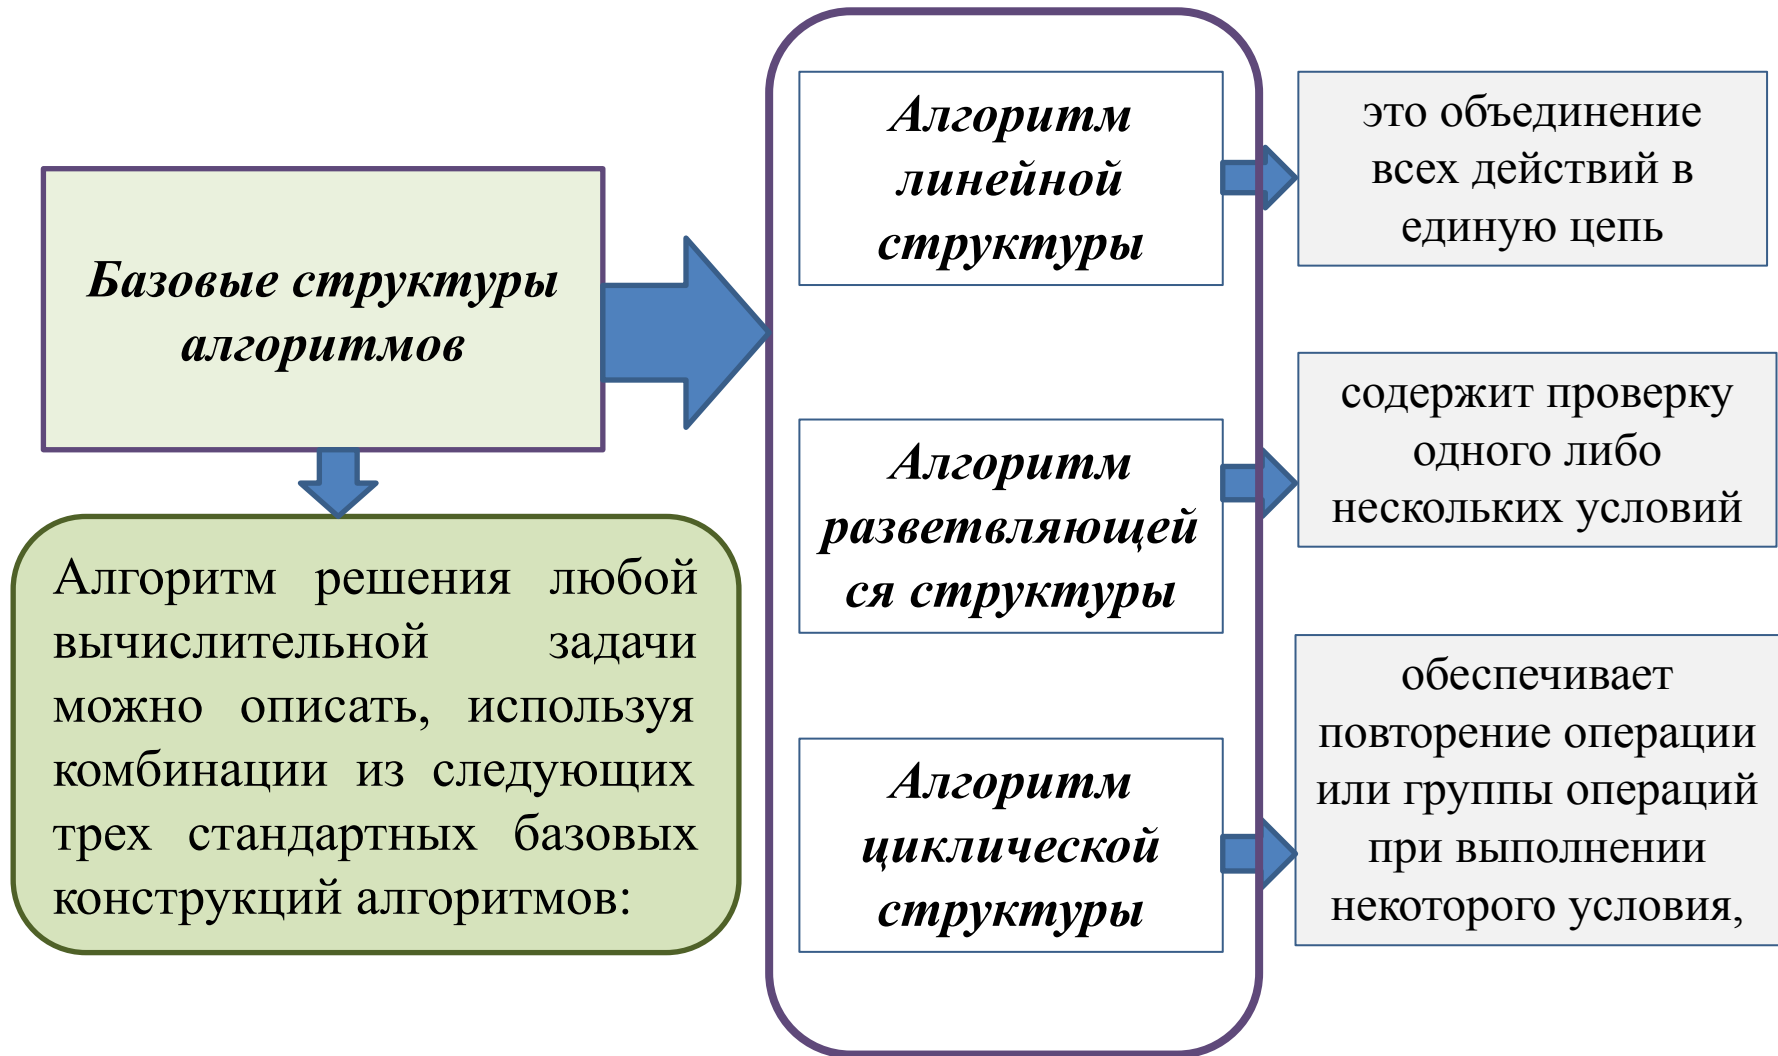 Базовые структуры
алгоритмов
Алгоритм решения любой
вычислительной задачи
можно описать, используя
комбинации из следующих
трех стандартных базовых
конструкций алгоритмов:
Алгоритм
линейной
структуры
это объединение
всех действий в
единую цепь
Алгоритм
разветвляющей
ся структуры
содержит проверку
одного либо
нескольких условий
Алгоритм
циклической
структуры
обеспечивает
повторение операции
или группы операций
при выполнении
некоторого условия,